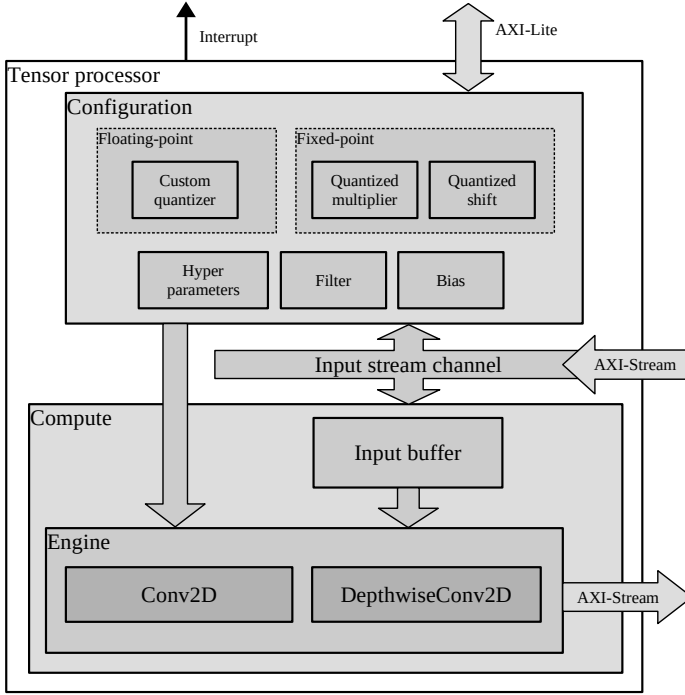 Interrupt
AXI-Lite
Tensor processor
Configuration
Floating-point
Fixed-point
Custom
quantizer
Quantized
multiplier
Quantized
shift
Hyper
parameters
Filter
Bias
Input stream channel
AXI-Stream
Compute
Input buffer
Engine
Conv2D
DepthwiseConv2D
AXI-Stream